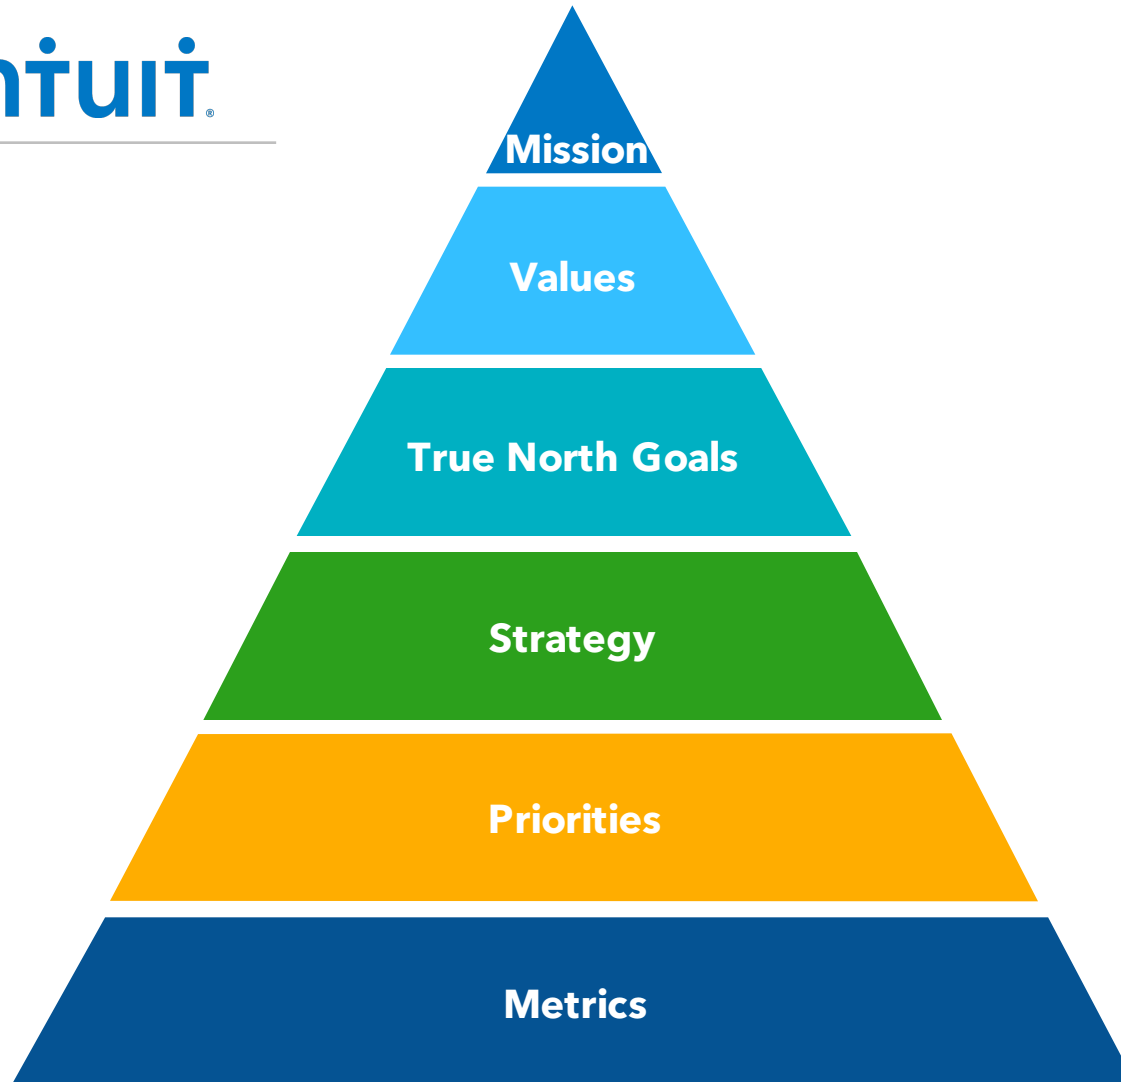 ntuit®
Mission
Values
True North Goals
Strategy
Priorities
Metrics